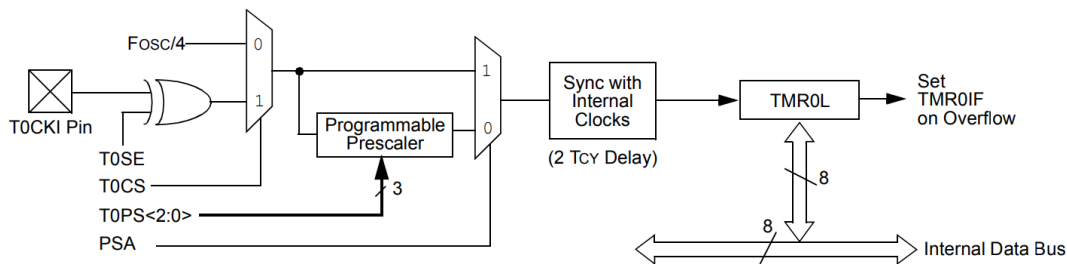 FOSC/4
0
1
T0CKI Pin
T0SE
T0CS
T0PS<2:0>
PSA
Programmable
Prescaler
3
1
0
Sync with
Internal
Clocks
(2 TCY Delay)
TMR0L
Set
TMR0IF
on Overflow
8
8
Internal Data Bus